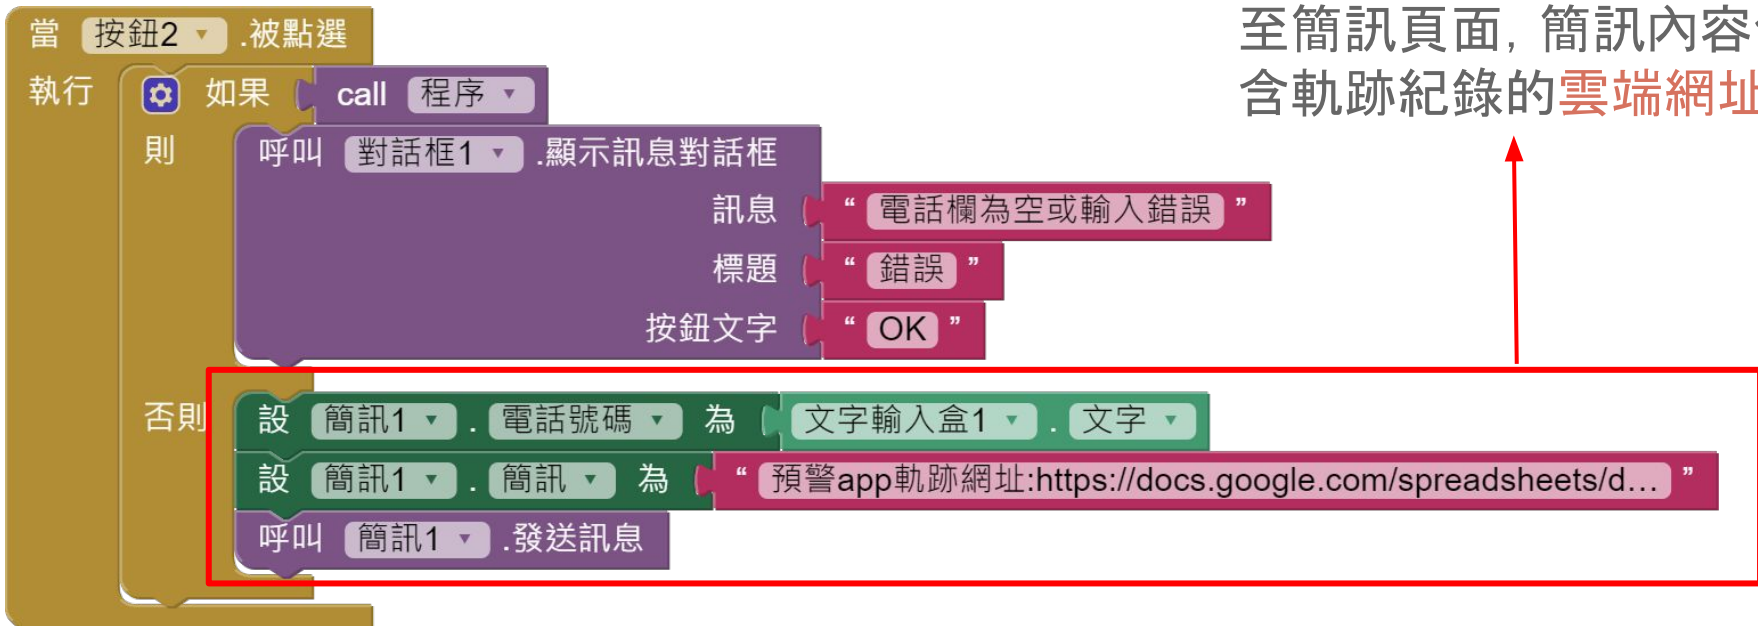 至簡訊頁面, 簡訊內容
含軌跡紀錄的雲端網址
當 按鈕2 .被點選
執行 如果 call 程序
則 呼叫 對話框1 .顯示訊息對話框
訊息 “ 電話欄為空或輸入錯誤 ”
標題 “ 錯誤 ”
按鈕文字 “ OK ”
否則 設 簡訊1 . 電話號碼 為 文字輸入盒1 . 文字
設 簡訊1 . 簡訊 為 “ 預警app軌跡網址:https://docs.google.com/spreadsheets/d... ”
呼叫 簡訊1 .發送訊息